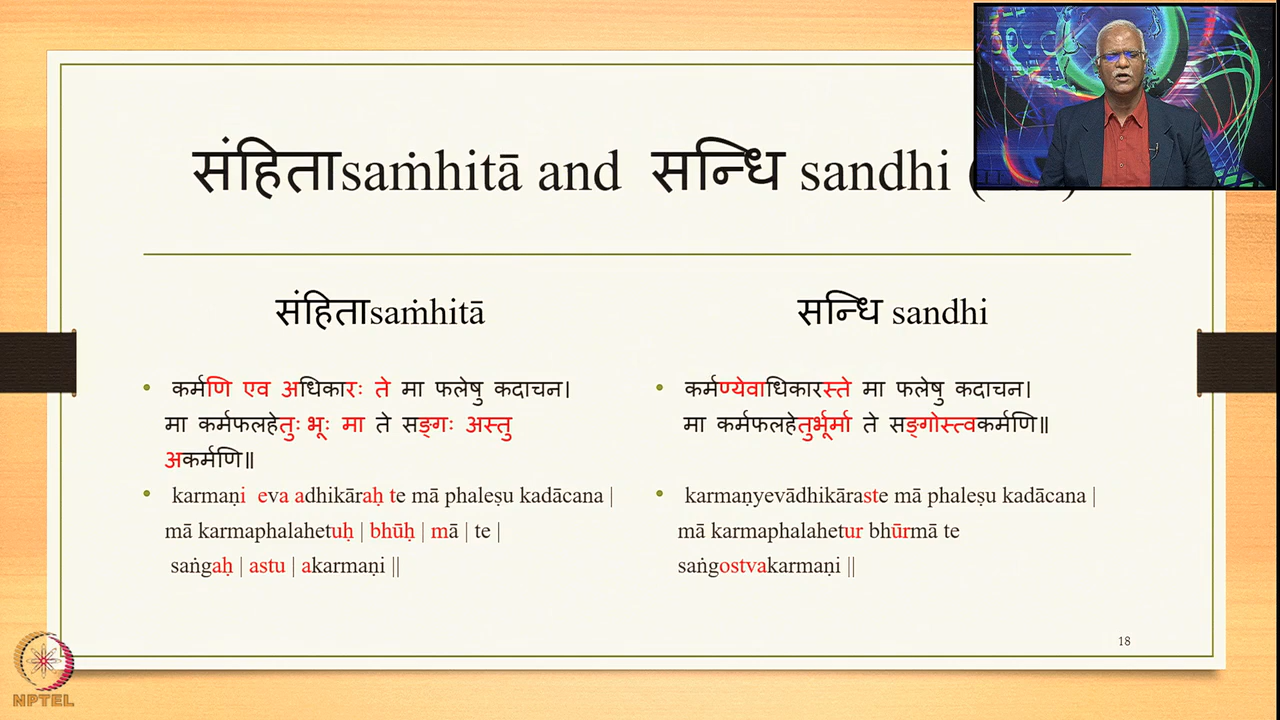 संहिताsaṁhitā and सन्धि sandhi (
संहिताsaṁhitā
कर्मणि एव अधिकारः ते मा फलेषु कदाचन।
मा कर्मफलहेतुः भूः मा ते सङ्गः अस्तु
अकर्मणि॥
karmaṇi eva adhikāraḥ te mā phaleṣu kadācana |
mā karmaphalahetuḥ | bhūḥ | mā | te |
saṅgaḥ | astu | akarmaṇi ||
सन्धि sandhi
कर्मण्येवाधिकारस्ते मा फलेषु कदाचन।
मा कर्मफलहेतुर्भूर्मा ते सङ्गोस्त्वकर्मणि॥
karmaṇyevādhikāraste mā phaleṣu kadācana |
mā karmaphalahetur bhūrmā te
saṅgostvakarmaṇi ||
18
NPTEL